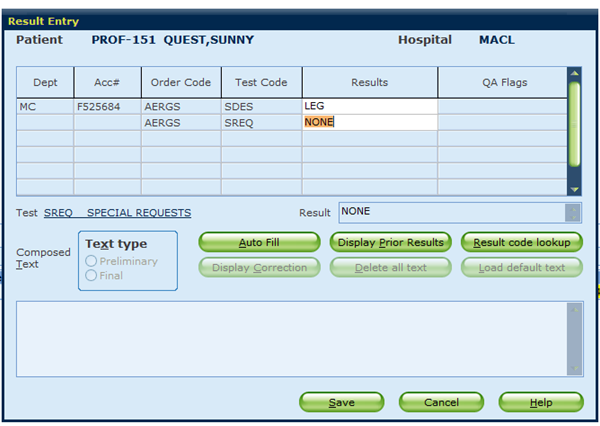 Result Entry
Patient PROF-151 QUEST,SUNNY Hospital MACL
Dept Acc# Order Code Test Code Results QA Flags
MC F525684 AERGS SDES LEG
AERGS SREQ NONE
Test SREQ SPECIAL REQUESTS Result NONE
Composed Text
Text type
Preliminary
Final
Auto Fill Display Prior Results Result code lookup
Display Correction Delete all text Load default text
Save Cancel Help